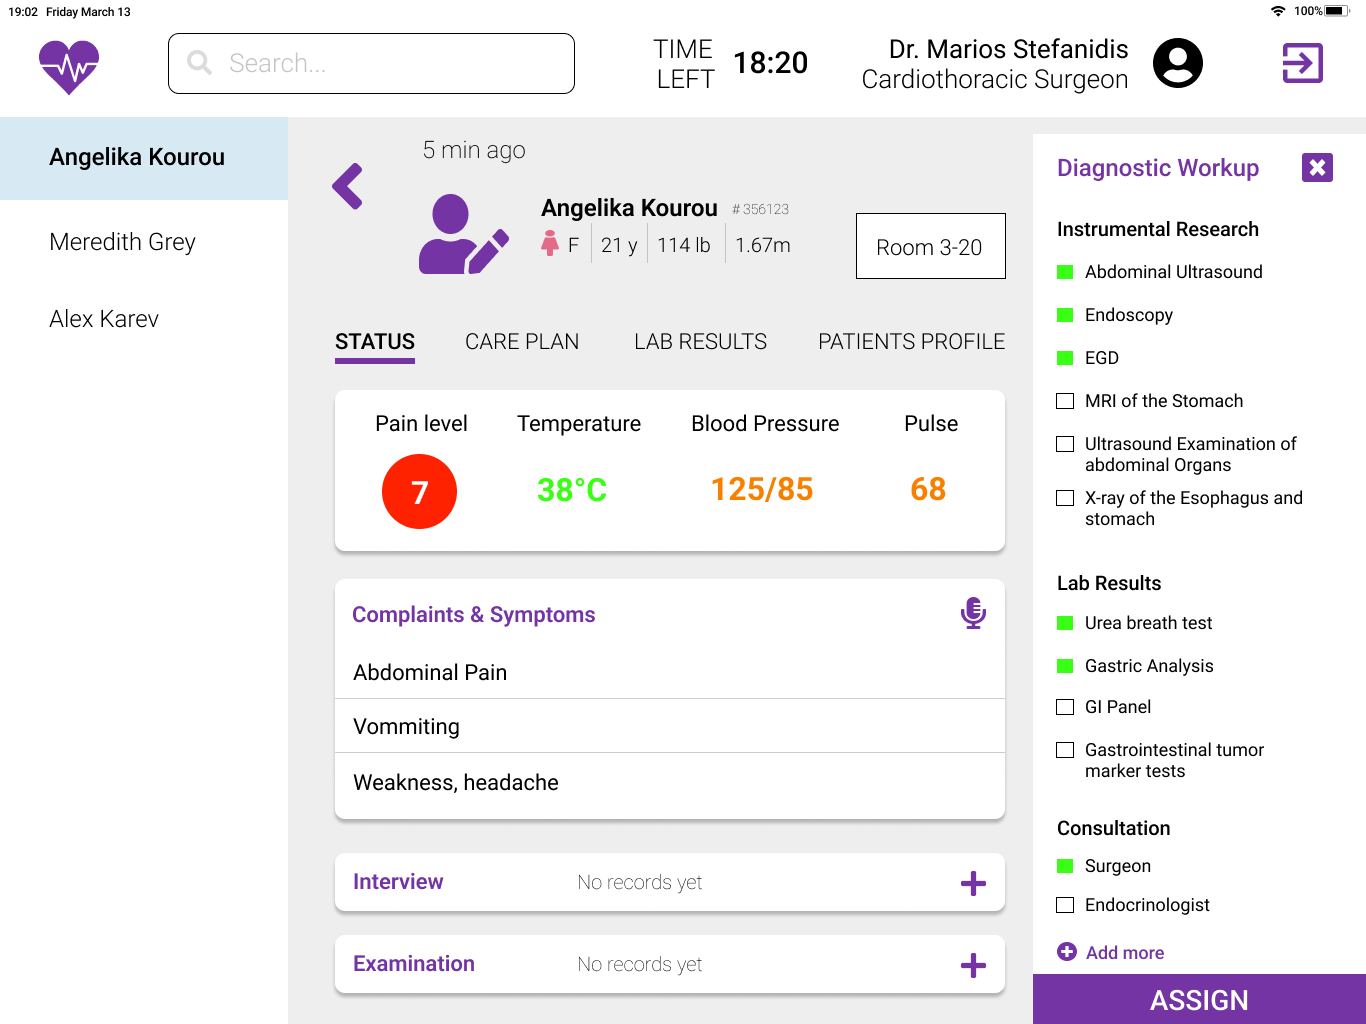 19:02 Friday March 13
100%
Search...
TIME
LEFT
18:20
Dr. Marios Stefanidis
Cardiothoracic Surgeon
Angelika Kourou
Meredith Grey
Alex Karev
5 min ago
Angelika Kourou # 356123
F 21 y 114 lb 1.67m
Room 3-20
STATUS CARE PLAN LAB RESULTS PATIENTS PROFILE
Pain level Temperature Blood Pressure Pulse
7 38°C 125/85 68
Complaints & Symptoms
Abdominal Pain
Vommiting
Weakness, headache
Interview No records yet
Examination No records yet
Diagnostic Workup
Instrumental Research
Abdominal Ultrasound
Endoscopy
EGD
MRI of the Stomach
Ultrasound Examination of
abdominal Organs
X-ray of the Esophagus and
stomach
Lab Results
Urea breath test
Gastric Analysis
GI Panel
Gastrointestinal tumor
marker tests
Consultation
Surgeon
Endocrinologist
Add more
ASSIGN